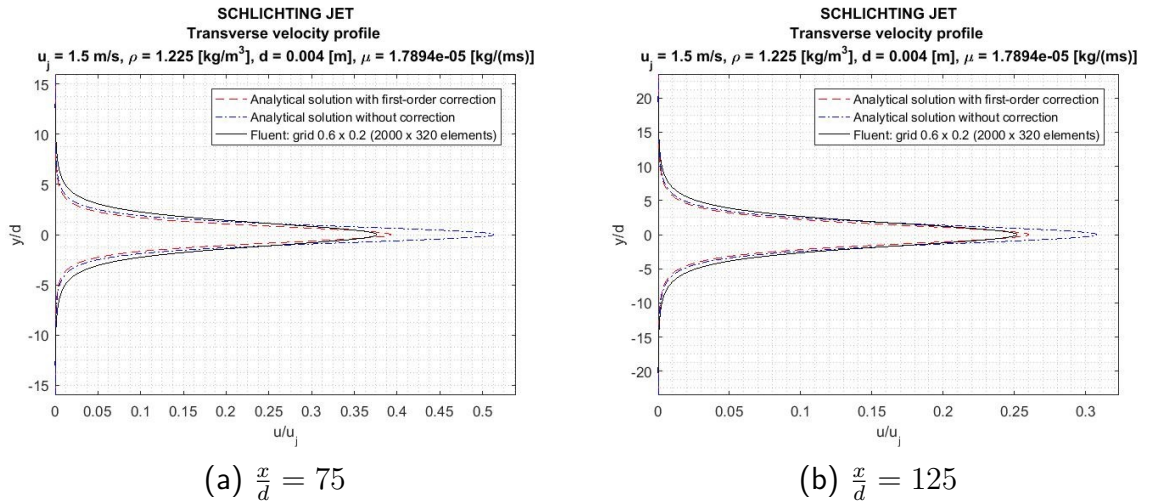 SCHLICHTING JET
Transverse velocity profile
u_j = 1.5 m/s, ρ = 1.225 [kg/m³], d = 0.004 [m], μ = 1.7894e-05 [kg/(ms)]
Analytical solution with first-order correction
Analytical solution without correction
Fluent: grid 0.6 x 0.2 (2000 x 320 elements)
15
10
5
0
-5
-10
-15
y/d
0 0.05 0.1 0.15 0.2 0.25 0.3 0.35 0.4 0.45 0.5
u/u_j
(a) x/d = 75
SCHLICHTING JET
Transverse velocity profile
u_j = 1.5 m/s, ρ = 1.225 [kg/m³], d = 0.004 [m], μ = 1.7894e-05 [kg/(ms)]
Analytical solution with first-order correction
Analytical solution without correction
Fluent: grid 0.6 x 0.2 (2000 x 320 elements)
20
15
10
5
0
-5
-10
-15
-20
y/d
0 0.05 0.1 0.15 0.2 0.25 0.3
u/u_j
(b) x/d = 125